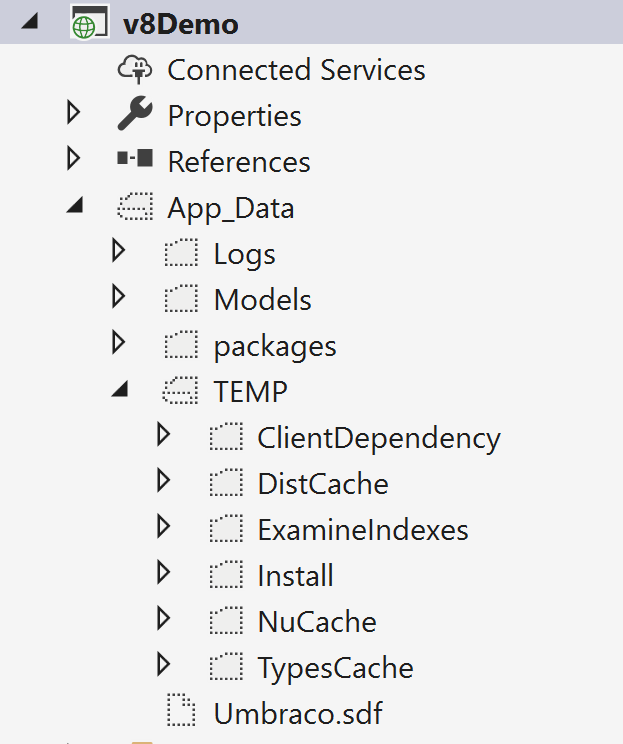 v8Demo
Connected Services
Properties
References
App_Data
Logs
Models
packages
TEMP
ClientDependency
DistCache
ExamineIndexes
Install
NuCache
TypesCache
Umbraco.sdf